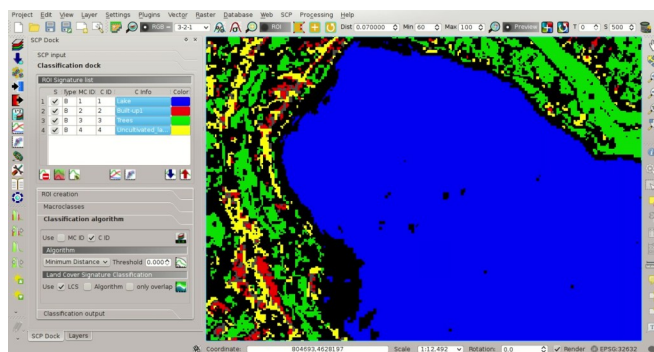 Project Edit View Layer Settings Plugins Vector Raster Database Web SCP Processing Help
RGB = 3-2-1 ROI Dist 0.070000 Min 60 Max 100 Preview T 0 S 500
SCP Dock
SCP input
Classification dock
ROI Signature list
S Type MC ID C ID C Info Color
1 B 1 1 Lake
2 B 2 2 Built-up1
3 B 3 3 Trees
4 B 4 4 Uncultivated_la...
ROI creation
Macroclasses
Classification algorithm
Use MC ID C ID
Algorithm
Minimum Distance Threshold 0.000
Land Cover Signature Classification
Use LCS Algorithm only overlap
Classification output
SCP Dock Layers
Coordinate: 804693,4628197 Scale 1:12,492 Rotation: 0.0 Render EPSG:32632